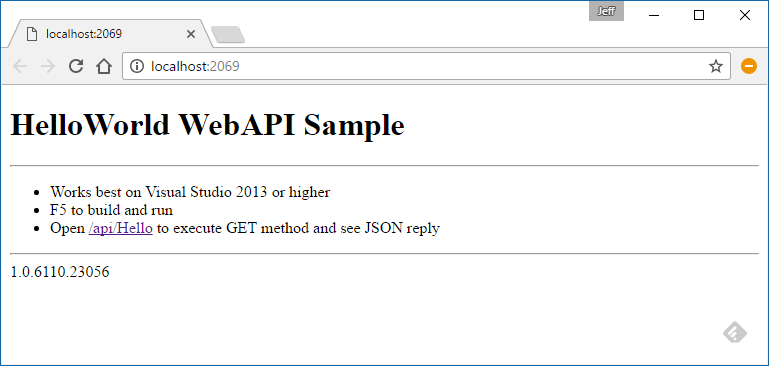 Jeff
localhost:2069
localhost:2069
HelloWorld WebAPI Sample
Works best on Visual Studio 2013 or higher
F5 to build and run
Open /api/Hello to execute GET method and see JSON reply
1.0.6110.23056